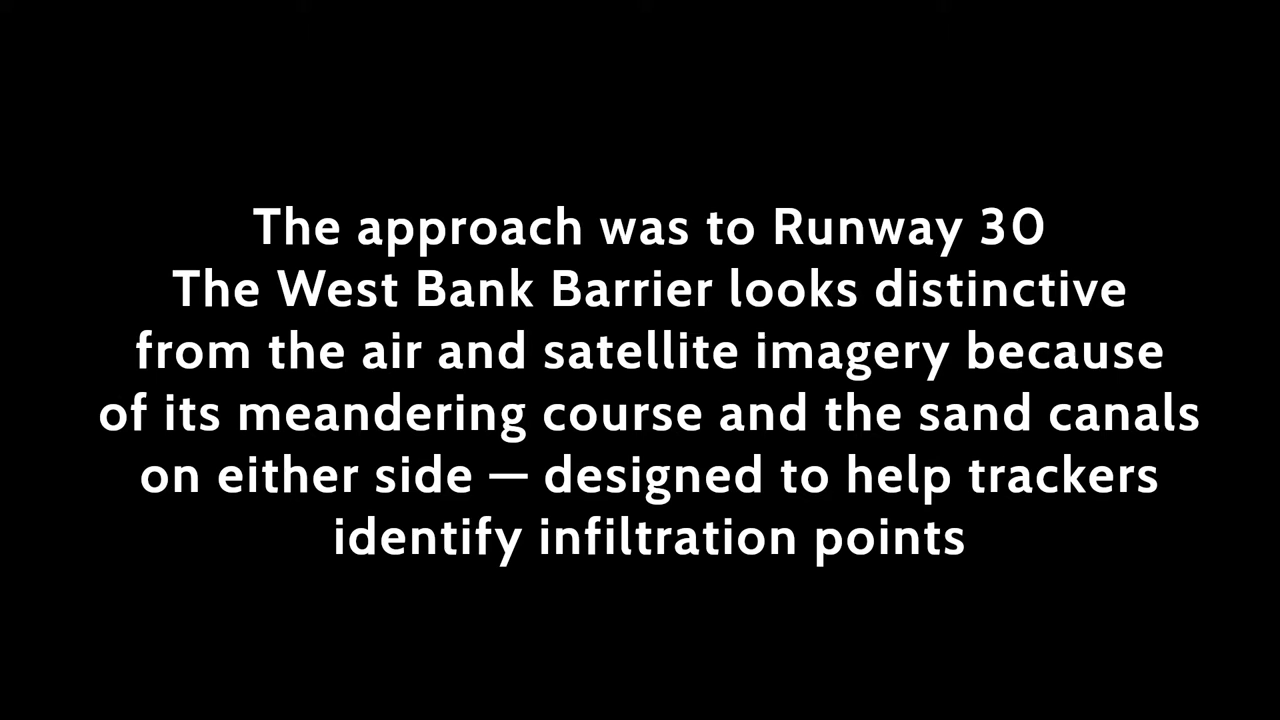 The approach was to Runway 30
The West Bank Barrier looks distinctive
from the air and satellite imagery because
of its meandering course and the sand canals
on either side — designed to help trackers
identify infiltration points